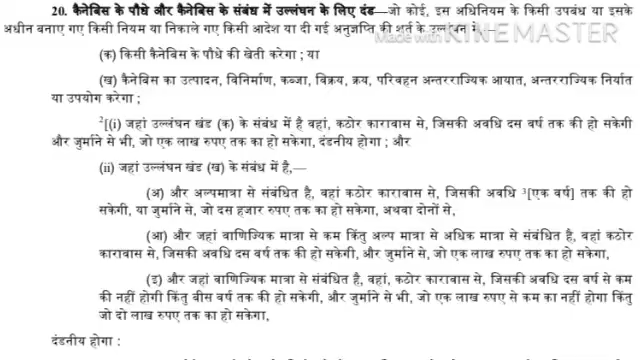 20. कैनेबिस के पौधे और कैनेबिस के संबंध में उल्लंघन के लिए दंड—जो कोई, इस अधिनियम के किसी उपबंध या इसके
अधीन बनाए गए किसी नियम या निकाले गए किसी आदेश या दी गई अनुज्ञप्ति की शर्त के उल्लंघन में,—
Made with KINEMASTER
(क) किसी कैनेबिस के पौधे की खेती करेगा ; या
(ख) कैनेबिस का उत्पादन, विनिर्माण, कब्जा, विक्रय, क्रय, परिवहन अन्तरराज्यिक आयात, अन्तरराज्यिक निर्यात
या उपयोग करेगा ;
2[(i) जहां उल्लंघन खंड (क) के संबंध में है वहां, कठोर कारावास से, जिसकी अवधि दस वर्ष तक की हो सकेगी
और जुर्माने से भी, जो एक लाख रुपए तक का हो सकेगा, दंडनीय होगा ; और
(ii) जहां उल्लंघन खंड (ख) के संबंध में है,—
(अ) और अल्पमात्रा से संबंधित है, वहां कठोर कारावास से, जिसकी अवधि 3[एक वर्ष] तक की हो
सकेगी, या जुर्माने से, जो दस हजार रुपए तक का हो सकेगा, अथवा दोनों से,
(आ) और जहां वाणिज्यिक मात्रा से कम किंतु अल्प मात्रा से अधिक मात्रा से संबंधित है, वहां कठोर
कारावास से, जिसकी अवधि दस वर्ष तक की हो सकेगी, और जुर्माने से, जो एक लाख रुपए तक का हो सकेगा,
(इ) और जहां वाणिज्यिक मात्रा से संबंधित है, वहां, कठोर कारावास से, जिसकी अवधि दस वर्ष से कम
की नहीं होगी किंतु बीस वर्ष तक की हो सकेगी, और जुर्माने से भी, जो एक लाख रुपए से कम का नहीं होगा किंतु
जो दो लाख रुपए तक का हो सकेगा,
दंडनीय होगा :